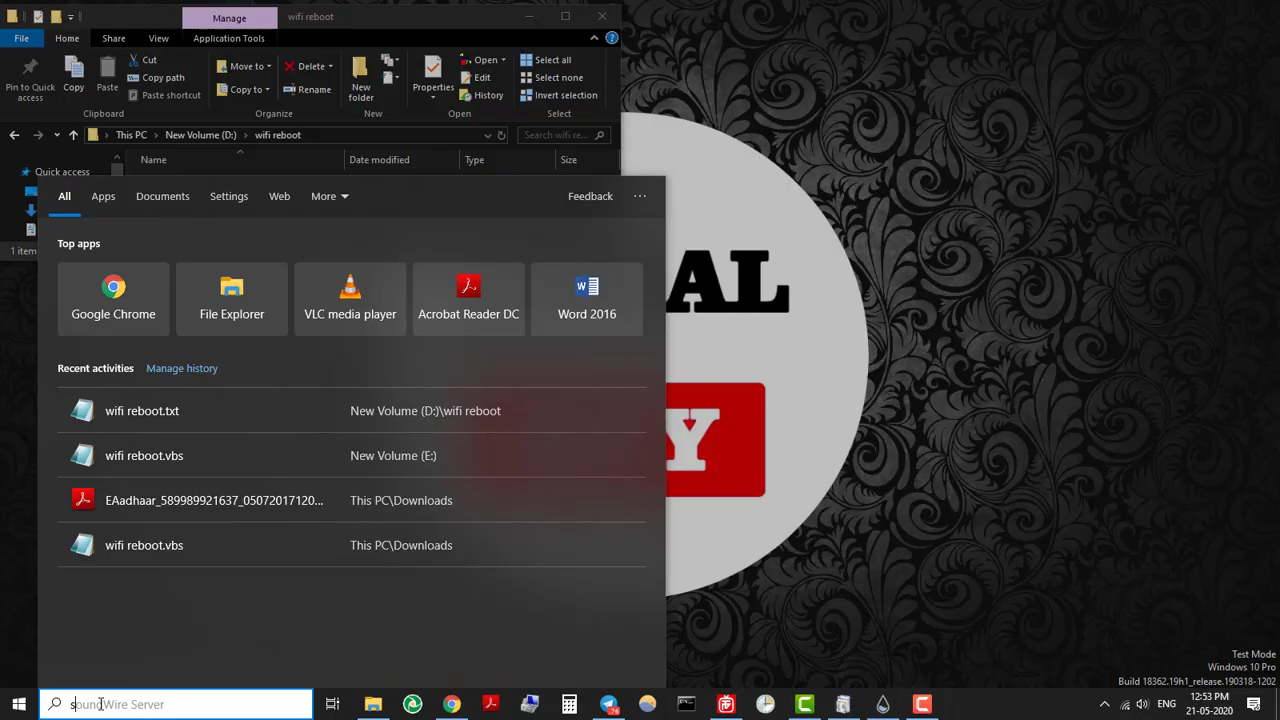 Manage
wifi reboot
File
Home
Share
View
Application Tools
Pin to Quick access
Copy
Paste
Cut
Copy path
Paste shortcut
Clipboard
Move to
Copy to
Delete
Rename
Organize
New folder
New
Properties
Open
Edit
History
Open
Select all
Select none
Invert selection
Select
This PC
New Volume (D:)
wifi reboot
Search wifi re...
Quick access
Name
Date modified
Type
Size
1 item
All
Apps
Documents
Settings
Web
More
Feedback
Top apps
Google Chrome
File Explorer
VLC media player
Acrobat Reader DC
Word 2016
Recent activities
Manage history
wifi reboot.txt
New Volume (D:)\wifi reboot
wifi reboot.vbs
New Volume (E:)
EAadhaar_589989921637_05072017120...
This PC\Downloads
wifi reboot.vbs
This PC\Downloads
AL
Y
Test Mode
Windows 10 Pro
Build 18362.19h1_release.190318-1202
soundWire Server
ENG
12:53 PM
21-05-2020